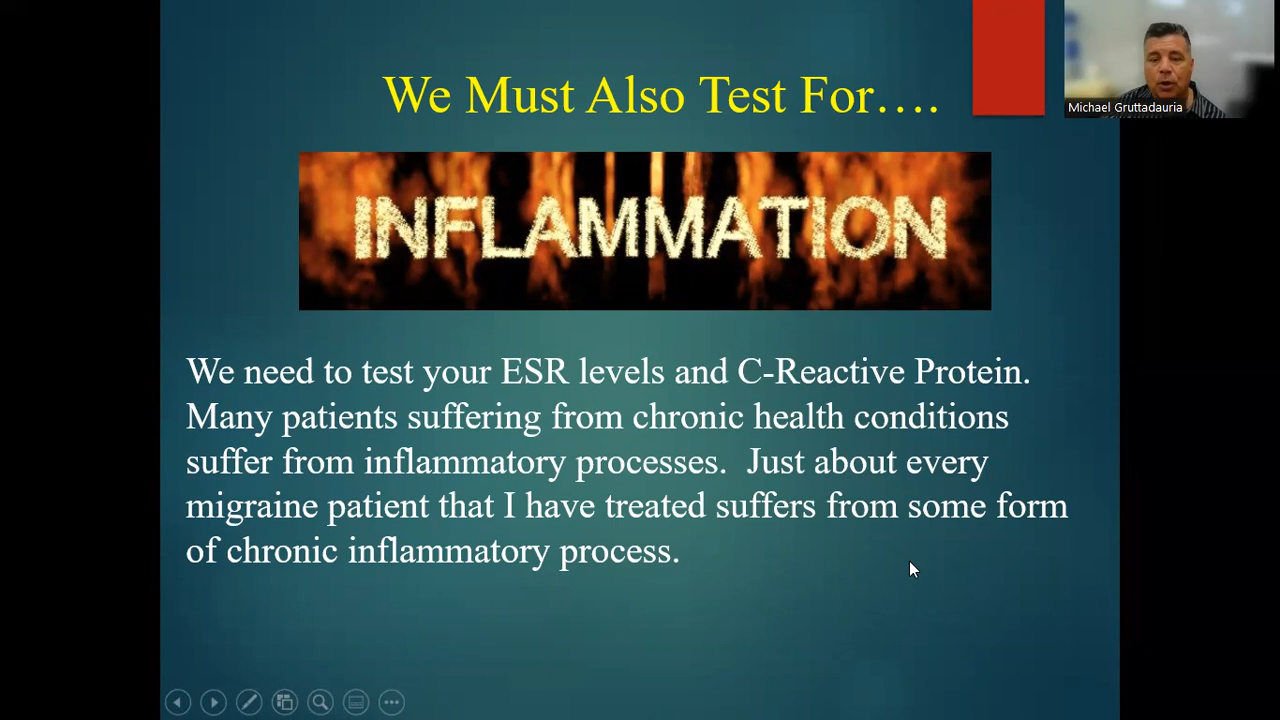 We Must Also Test For….
Michael Gruttadauria
INFLAMMATION
We need to test your ESR levels and C-Reactive Protein.
Many patients suffering from chronic health conditions
suffer from inflammatory processes.  Just about every
migraine patient that I have treated suffers from some form
of chronic inflammatory process.